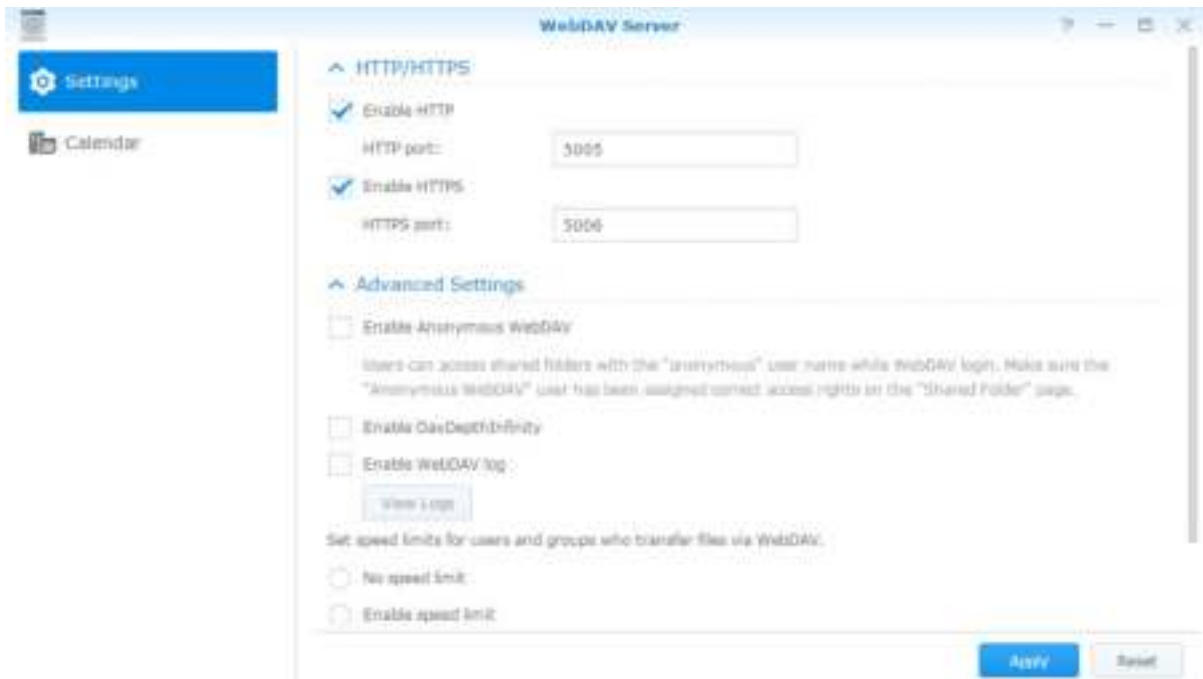 WebDAV Server
Settings
Calendar
HTTP/HTTPS
Enable HTTP
HTTP port: 5005
Enable HTTPS
HTTPS port: 5006
Advanced Settings
Enable Anonymous WebDAV
Users can access shared folders with the "anonymous" user name while WebDAV login. Make sure the
"Anonymous WebDAV" user has been assigned correct access rights on the "Shared Folder" page.
Enable DavDepthInfinity
Enable WebDAV log
View Logs
Set speed limits for users and groups who transfer files via WebDAV.
No speed limit
Enable speed limit
Apply Reset